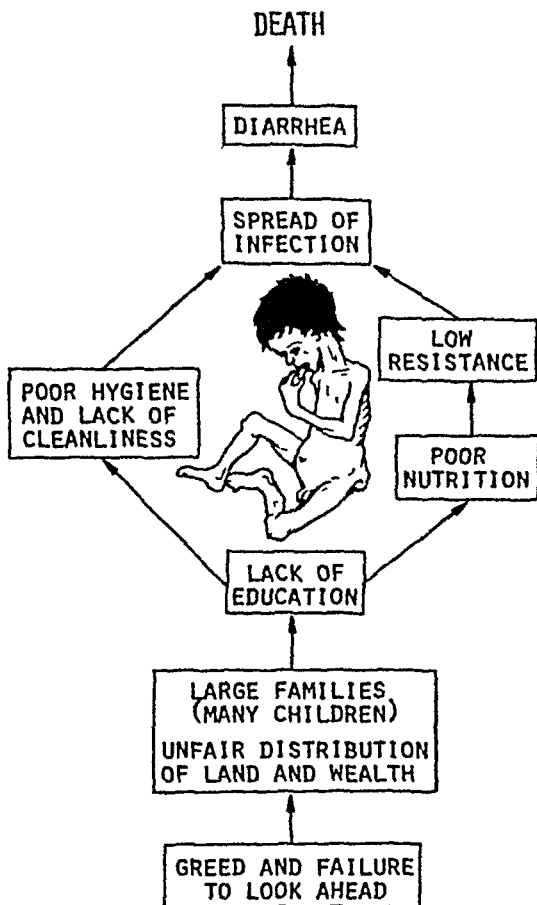 DEATH
DIARRHEA
SPREAD OF
INFECTION
LOW
RESISTANCE
POOR HYGIENE
AND LACK OF
CLEANLINESS
POOR
NUTRITION
LACK OF
EDUCATION
LARGE FAMILIES
(MANY CHILDREN)
UNFAIR DISTRIBUTION
OF LAND AND WEALTH
GREED AND FAILURE
TO LOOK AHEAD